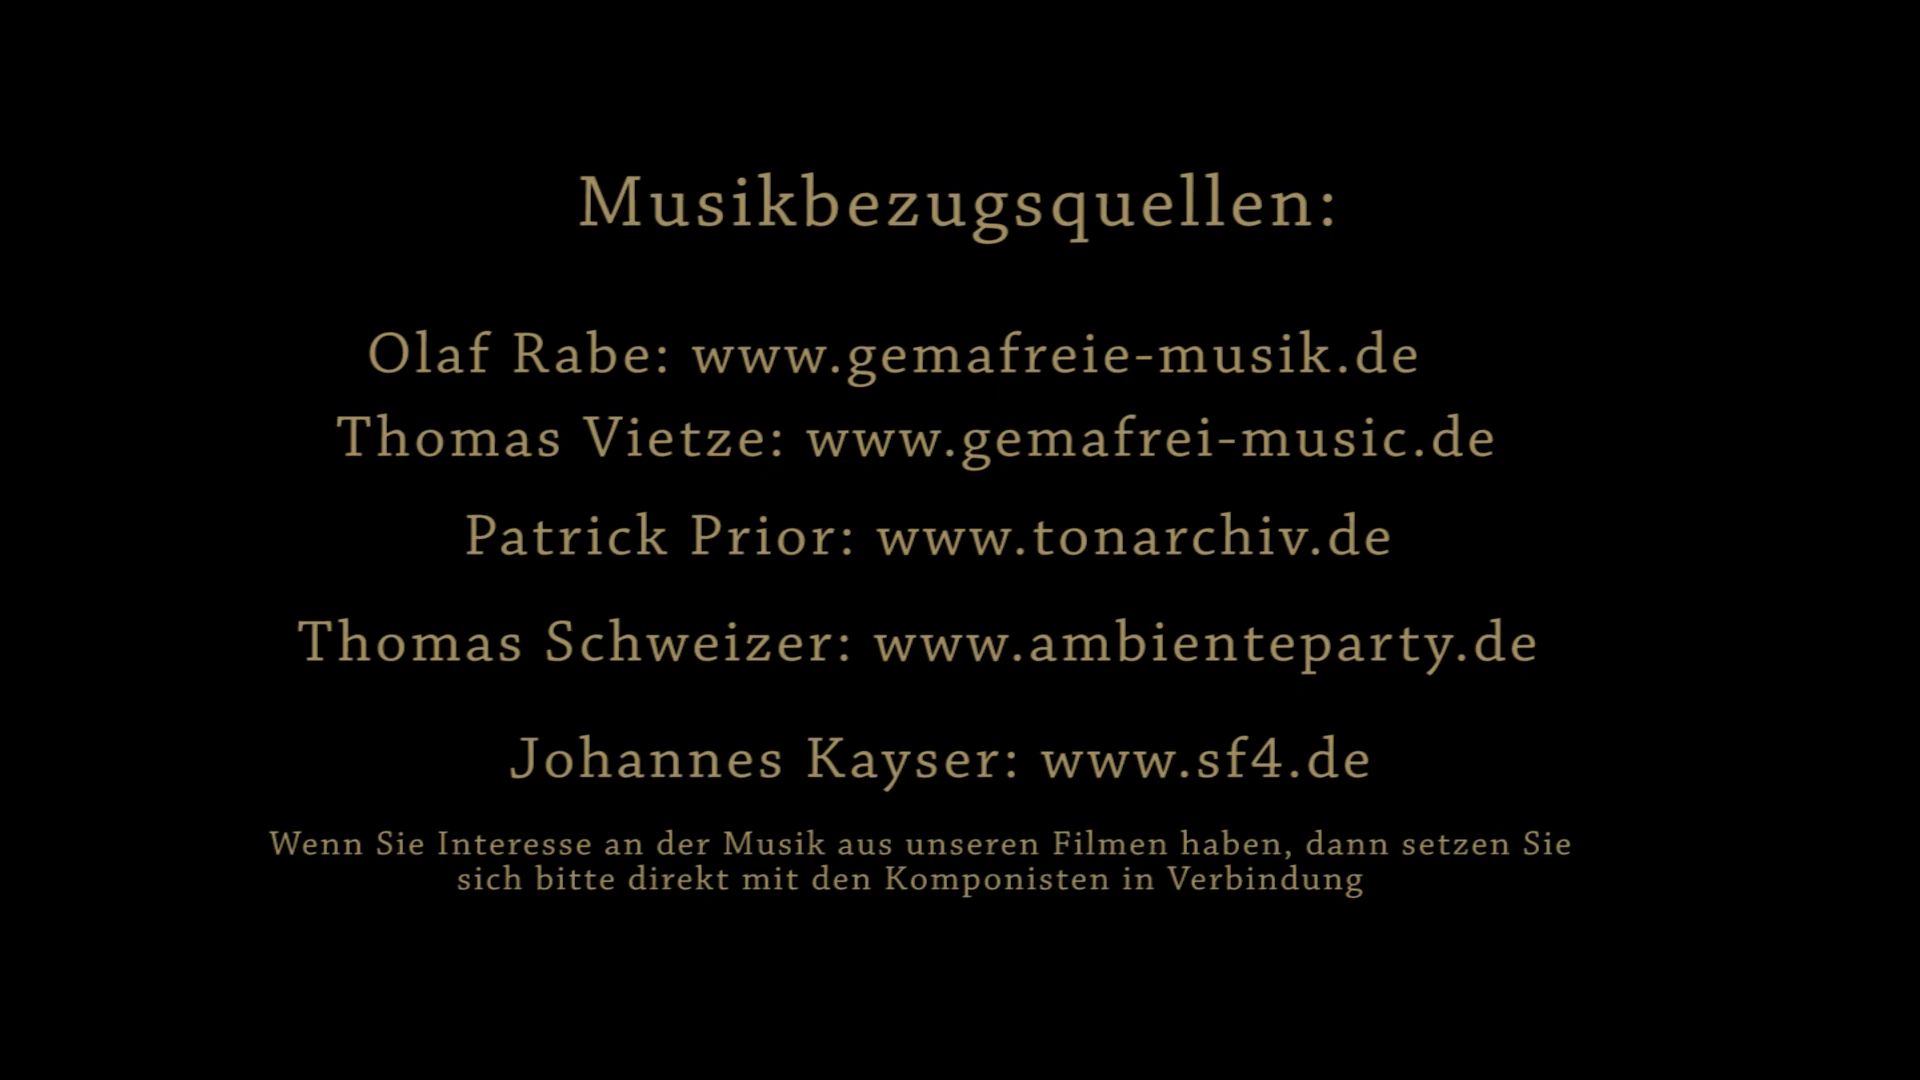 Musikbezugsquellen:
Olaf Rabe: www.gemafreie-musik.de
Thomas Vietze: www.gemafrei-music.de
Patrick Prior: www.tonarchiv.de
Thomas Schweizer: www.ambienteparty.de
Johannes Kayser: www.sf4.de
Wenn Sie Interesse an der Musik aus unseren Filmen haben, dann setzen Sie
sich bitte direkt mit den Komponisten in Verbindung